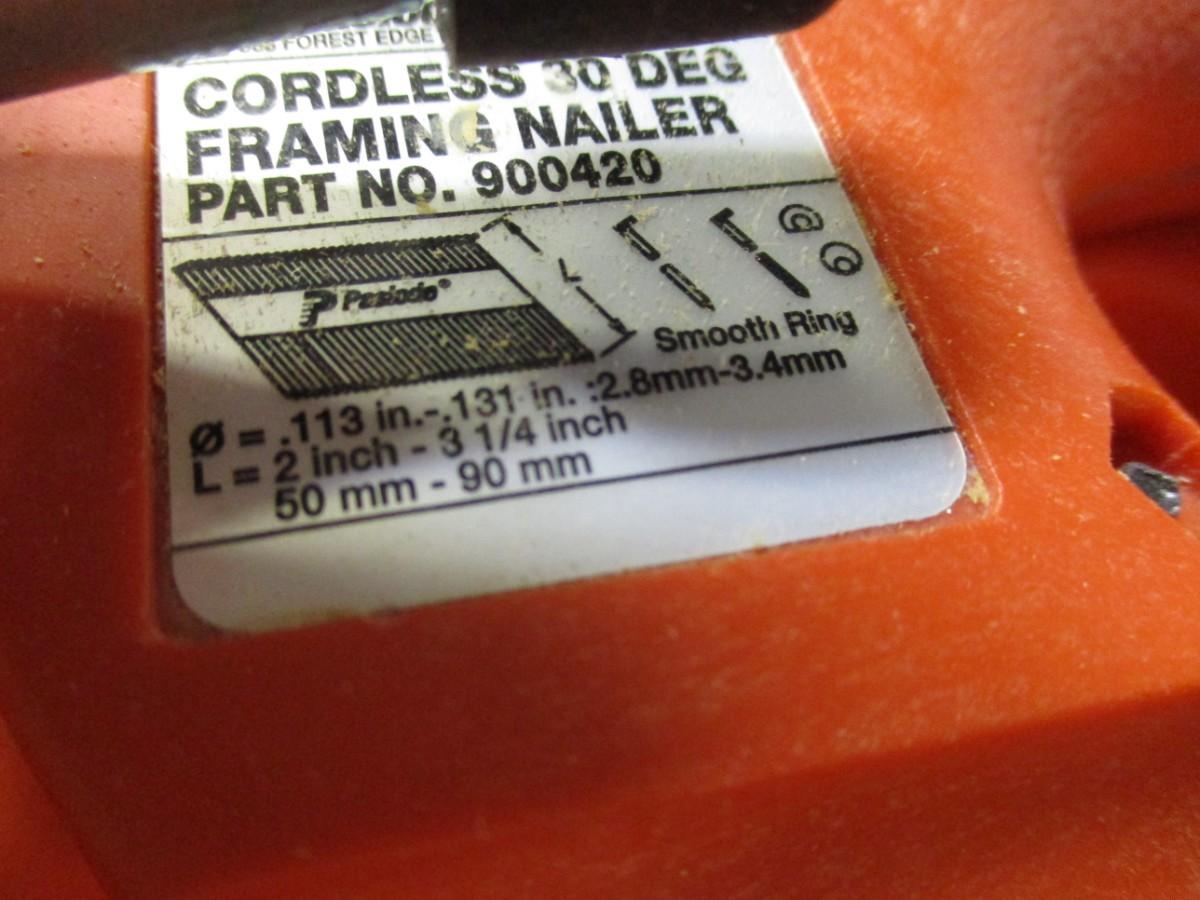 FOREST EDGE
CORDLESS 30 DEG
FRAMING NAILER
PART NO. 900420
L
Paslode®
Smooth Ring
Ø = .113 in.-.131 in. :2.8mm-3.4mm
L = 2 inch - 3 1/4 inch
50 mm - 90 mm